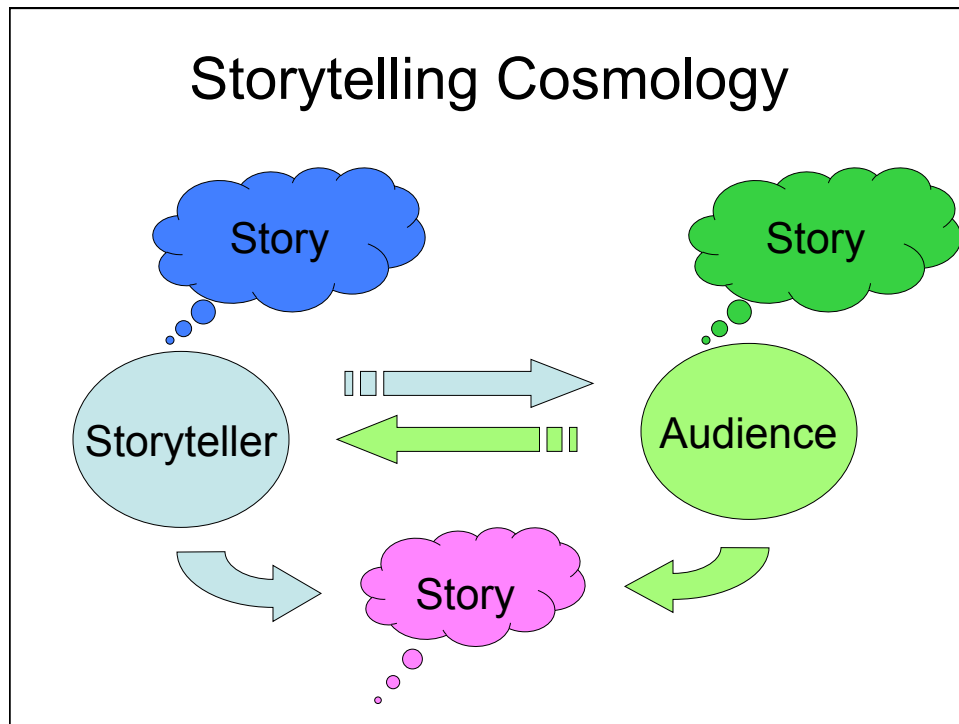 Storytelling Cosmology
Story
Story
Storyteller
Audience
Story